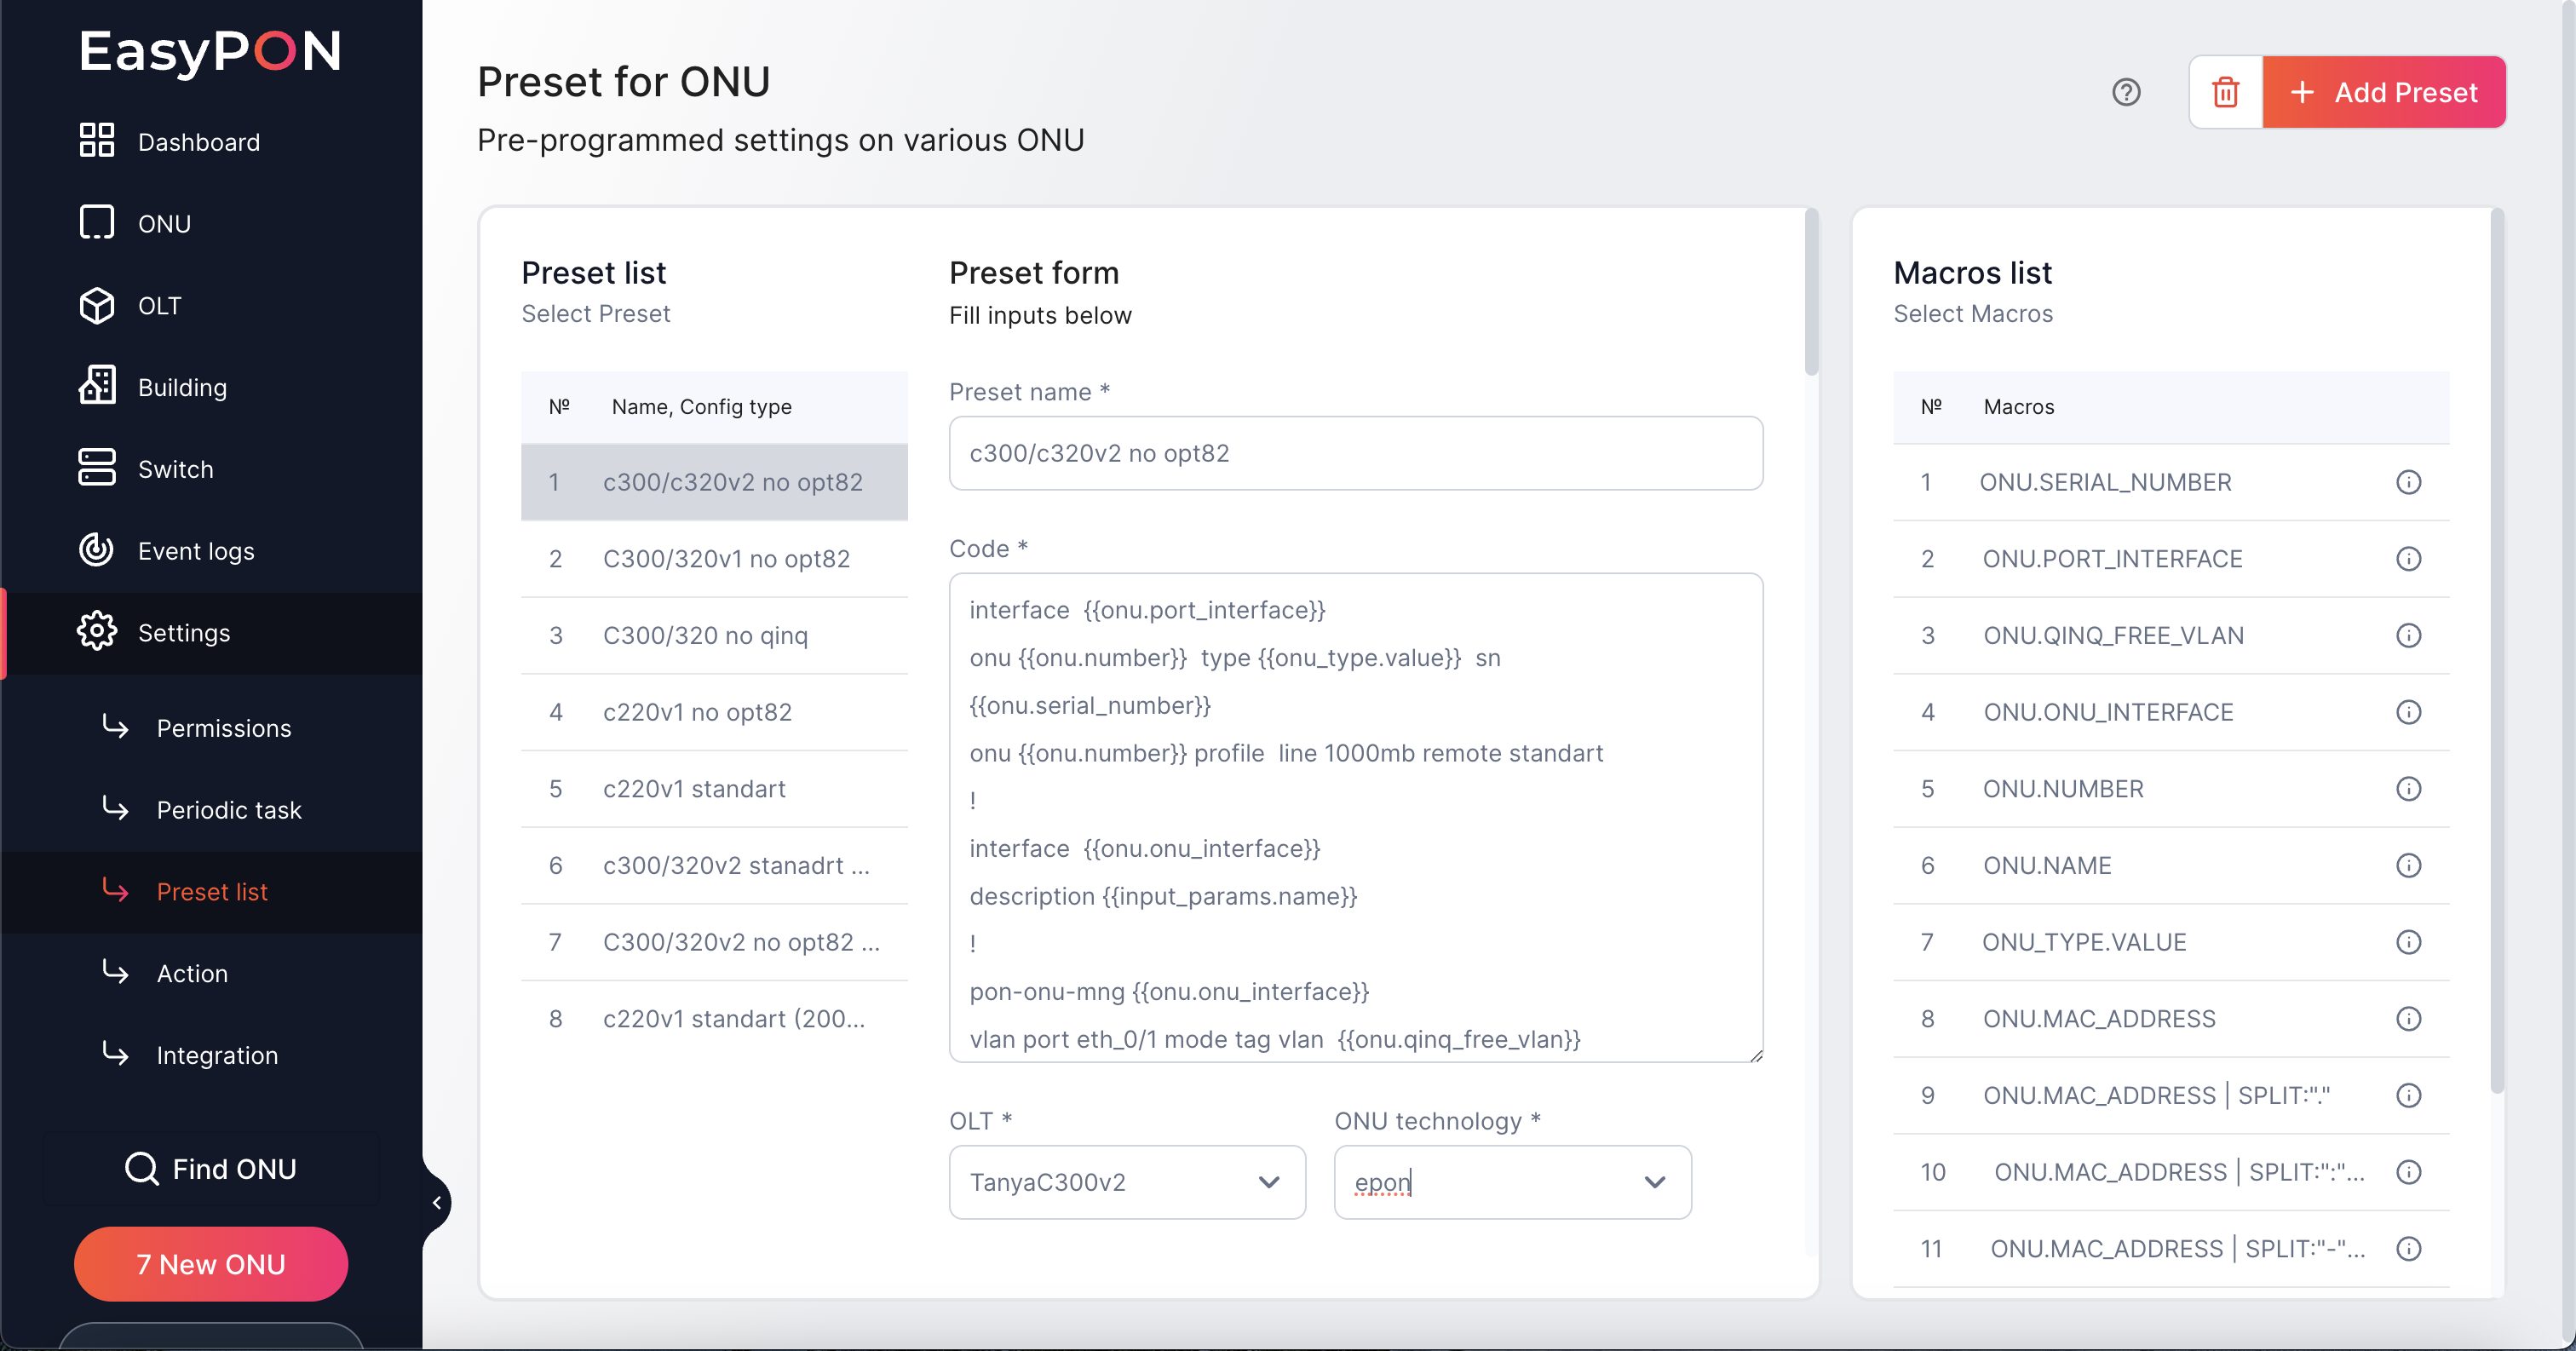 EasyPON
Dashboard
ONU
OLT
Building
Switch
Event logs
Settings
Permissions
Periodic task
Preset list
Action
Integration
Find ONU
7 New ONU
Preset for ONU
Pre-programmed settings on various ONU
+ Add Preset
Preset list
Select Preset
№ Name, Config type
1 c300/c320v2 no opt82
2 C300/320v1 no opt82
3 C300/320 no qinq
4 c220v1 no opt82
5 c220v1 standart
6 c300/320v2 stanadrt ...
7 C300/320v2 no opt82 ...
8 c220v1 standart (200...
Preset form
Fill inputs below
Preset name *
c300/c320v2 no opt82
Code *
interface  {{onu.port_interface}}
onu {{onu.number}}  type {{onu_type.value}}  sn
{{onu.serial_number}}
onu {{onu.number}} profile  line 1000mb remote standart
!
interface  {{onu.onu_interface}}
description {{input_params.name}}
!
pon-onu-mng {{onu.onu_interface}}
vlan port eth_0/1 mode tag vlan  {{onu.qinq_free_vlan}}
OLT *
TanyaC300v2
ONU technology *
epon
Macros list
Select Macros
№ Macros
1 ONU.SERIAL_NUMBER
2 ONU.PORT_INTERFACE
3 ONU.QINQ_FREE_VLAN
4 ONU.ONU_INTERFACE
5 ONU.NUMBER
6 ONU.NAME
7 ONU_TYPE.VALUE
8 ONU.MAC_ADDRESS
9 ONU.MAC_ADDRESS | SPLIT:"."
10 ONU.MAC_ADDRESS | SPLIT:":"...
11 ONU.MAC_ADDRESS | SPLIT:"-"...